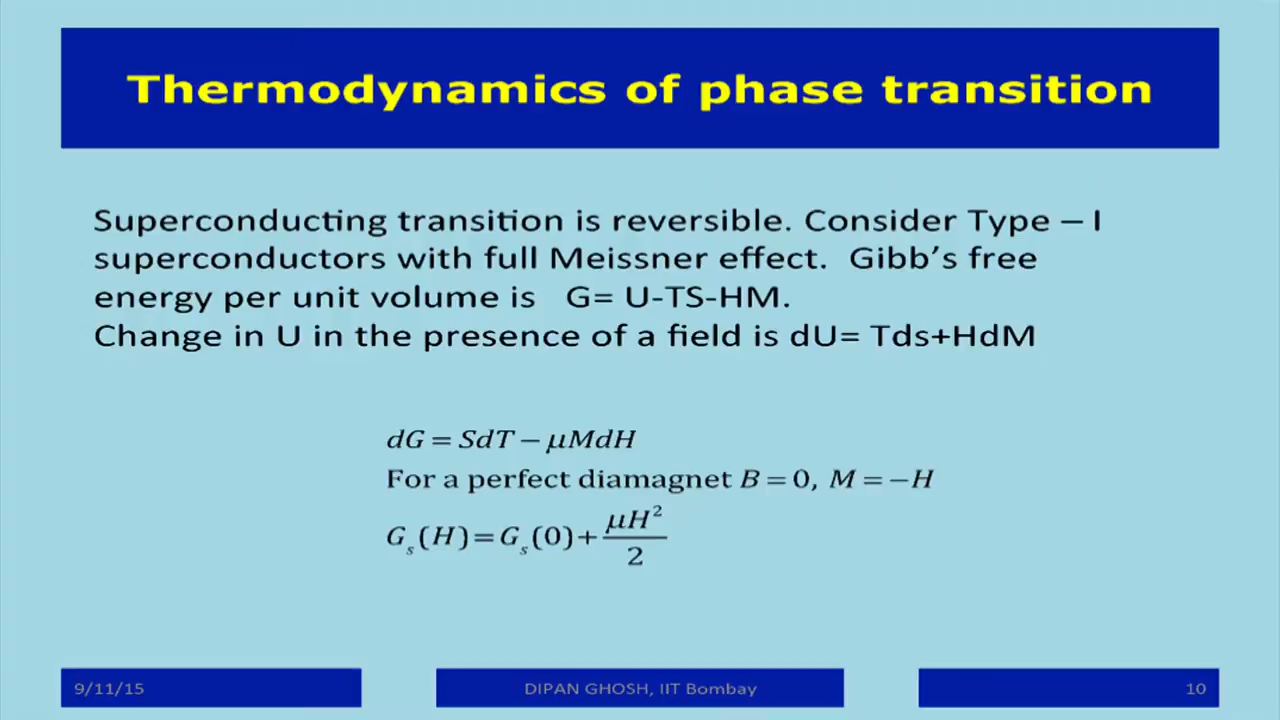 Thermodynamics of phase transition
Superconducting transition is reversible. Consider Type – I
superconductors with full Meissner effect.  Gibb’s free
energy per unit volume is   G= U-TS-HM.
Change in U in the presence of a field is dU= Tds+HdM
dG = SdT − μMdH
For a perfect diamagnet B = 0, M = −H
G_s(H) = G_s(0) + μH²/2
9/11/15
DIPAN GHOSH, IIT Bombay
10